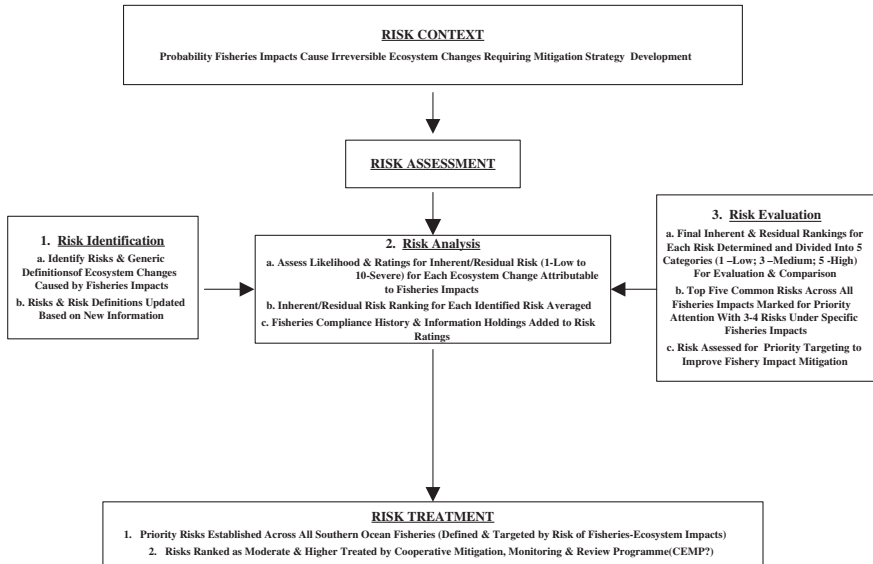 RISK CONTEXT
Probability Fisheries Impacts Cause Irreversible Ecosystem Changes Requiring Mitigation Strategy Development
RISK ASSESSMENT
1. Risk Identification
a. Identify Risks & Generic
Definitionsof Ecosystem Changes
Caused by Fisheries Impacts
b. Risks & Risk Definitions Updated
Based on New Information
2. Risk Analysis
a. Assess Likelihood & Ratings for Inherent/Residual Risk (1-Low to
10-Severe) for Each Ecosystem Change Attributable
to Fisheries Impacts
b. Inherent/Residual Risk Ranking for Each Identified Risk Averaged
c. Fisheries Compliance History & Information Holdings Added to Risk
Ratings
3. Risk Evaluation
a. Final Inherent & Residual Rankings for
Each Risk Determined and Divided Into 5
Categories (1 –Low; 3 –Medium; 5 -High)
For Evaluation & Comparison
b. Top Five Common Risks Across All
Fisheries Impacts Marked for Priority
Attention With 3-4 Risks Under Specific
Fisheries Impacts
c. Risk Assessed for Priority Targeting to
Improve Fishery Impact Mitigation
RISK TREATMENT
1. Priority Risks Established Across All Southern Ocean Fisheries (Defined & Targeted by Risk of Fisheries-Ecosystem Impacts)
2. Risks Ranked as Moderate & Higher Treated by Cooperative Mitigation, Monitoring & Review Programme(CEMP?)